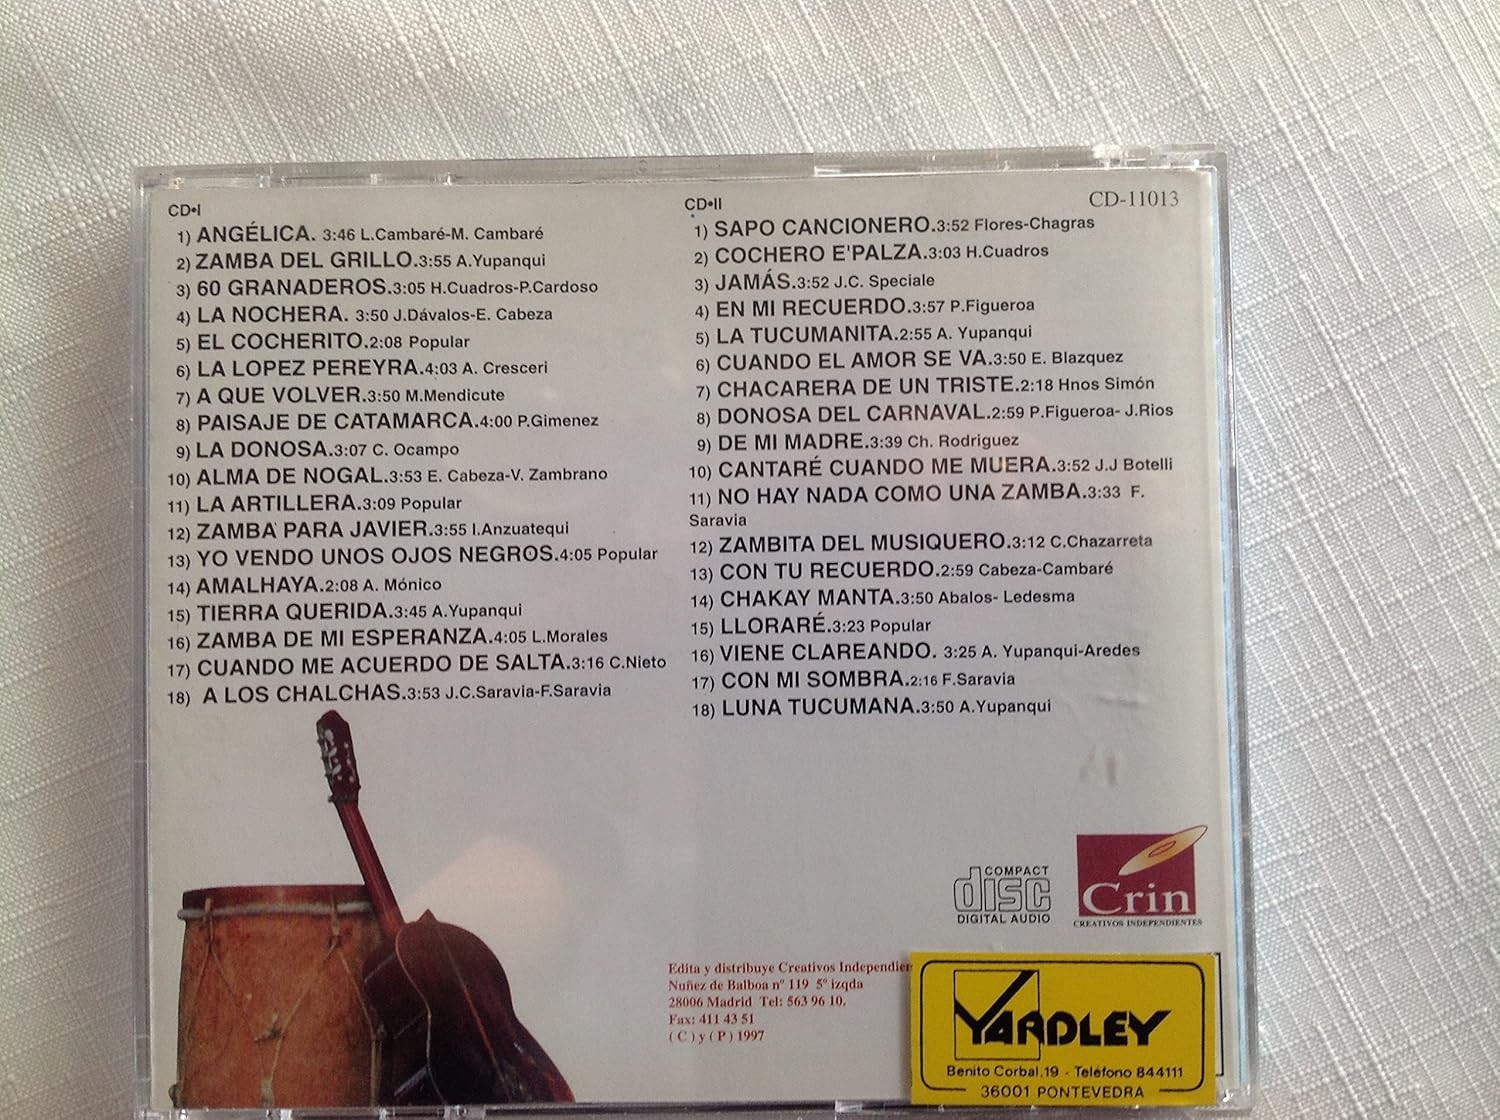 CD•I
1) ANGÉLICA. 3:46 L.Cambaré-M. Cambaré
2) ZAMBA DEL GRILLO.3:55 A.Yupanqui
3) 60 GRANADEROS.3:05 H.Cuadros-P.Cardoso
4) LA NOCHERA. 3:50 J.Dávalos-E. Cabeza
5) EL COCHERITO.2:08 Popular
6) LA LOPEZ PEREYRA.4:03 A. Cresceri
7) A QUE VOLVER.3:50 M.Mendicute
8) PAISAJE DE CATAMARCA.4:00 P.Gimenez
9) LA DONOSA.3:07 C. Ocampo
10) ALMA DE NOGAL.3:53 E. Cabeza-V. Zambrano
11) LA ARTILLERA.3:09 Popular
12) ZAMBA PARA JAVIER.3:55 I.Anzuatequi
13) YO VENDO UNOS OJOS NEGROS.4:05 Popular
14) AMALHAYA.2:08 A. Mónico
15) TIERRA QUERIDA.3:45 A.Yupanqui
16) ZAMBA DE MI ESPERANZA.4:05 L.Morales
17) CUANDO ME ACUERDO DE SALTA.3:16 C.Nieto
18) A LOS CHALCHAS.3:53 J.C.Saravia-F.Saravia
CD•II
CD-11013
1) SAPO CANCIONERO.3:52 Flores-Chagras
2) COCHERO E'PALZA.3:03 H.Cuadros
3) JAMÁS.3:52 J.C. Speciale
4) EN MI RECUERDO.3:57 P.Figueroa
5) LA TUCUMANITA.2:55 A. Yupanqui
6) CUANDO EL AMOR SE VA.3:50 E. Blazquez
7) CHACARERA DE UN TRISTE.2:18 Hnos Simón
8) DONOSA DEL CARNAVAL.2:59 P.Figueroa- J.Rios
9) DE MI MADRE.3:39 Ch. Rodriguez
10) CANTARÉ CUANDO ME MUERA.3:52 J.J Botelli
11) NO HAY NADA COMO UNA ZAMBA.3:33 F.
Saravia
12) ZAMBITA DEL MUSIQUERO.3:12 C.Chazarreta
13) CON TU RECUERDO.2:59 Cabeza-Cambaré
14) CHAKAY MANTA.3:50 Abalos- Ledesma
15) LLORARÉ.3:23 Popular
16) VIENE CLAREANDO. 3:25 A. Yupanqui-Aredes
17) CON MI SOMBRA.2:16 F.Saravia
18) LUNA TUCUMANA.3:50 A.Yupanqui
COMPACT
disc
DIGITAL AUDIO
Crin
CREATIVOS INDEPENDIENTES
Edita y distribuye Creativos Independien
Nuñez de Balboa nº 119 5º izqda
28006 Madrid Tel: 563 96 10.
Fax: 411 43 51
( C ) y ( P ) 1997
YARDLEY
Benito Corbal,19 - Teléfono 844111
36001 PONTEVEDRA